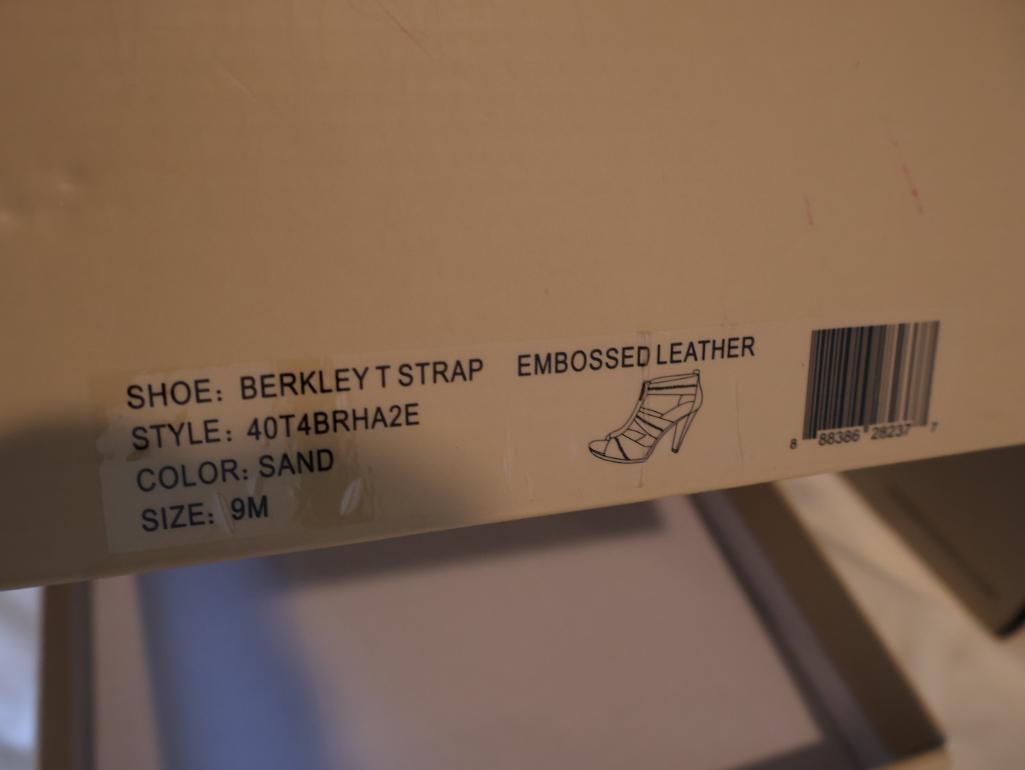 SHOE: BERKLEY T STRAP EMBOSSED LEATHER
STYLE: 40T4BRHA2E
COLOR: SAND
SIZE: 9M
8 88386 28237 7